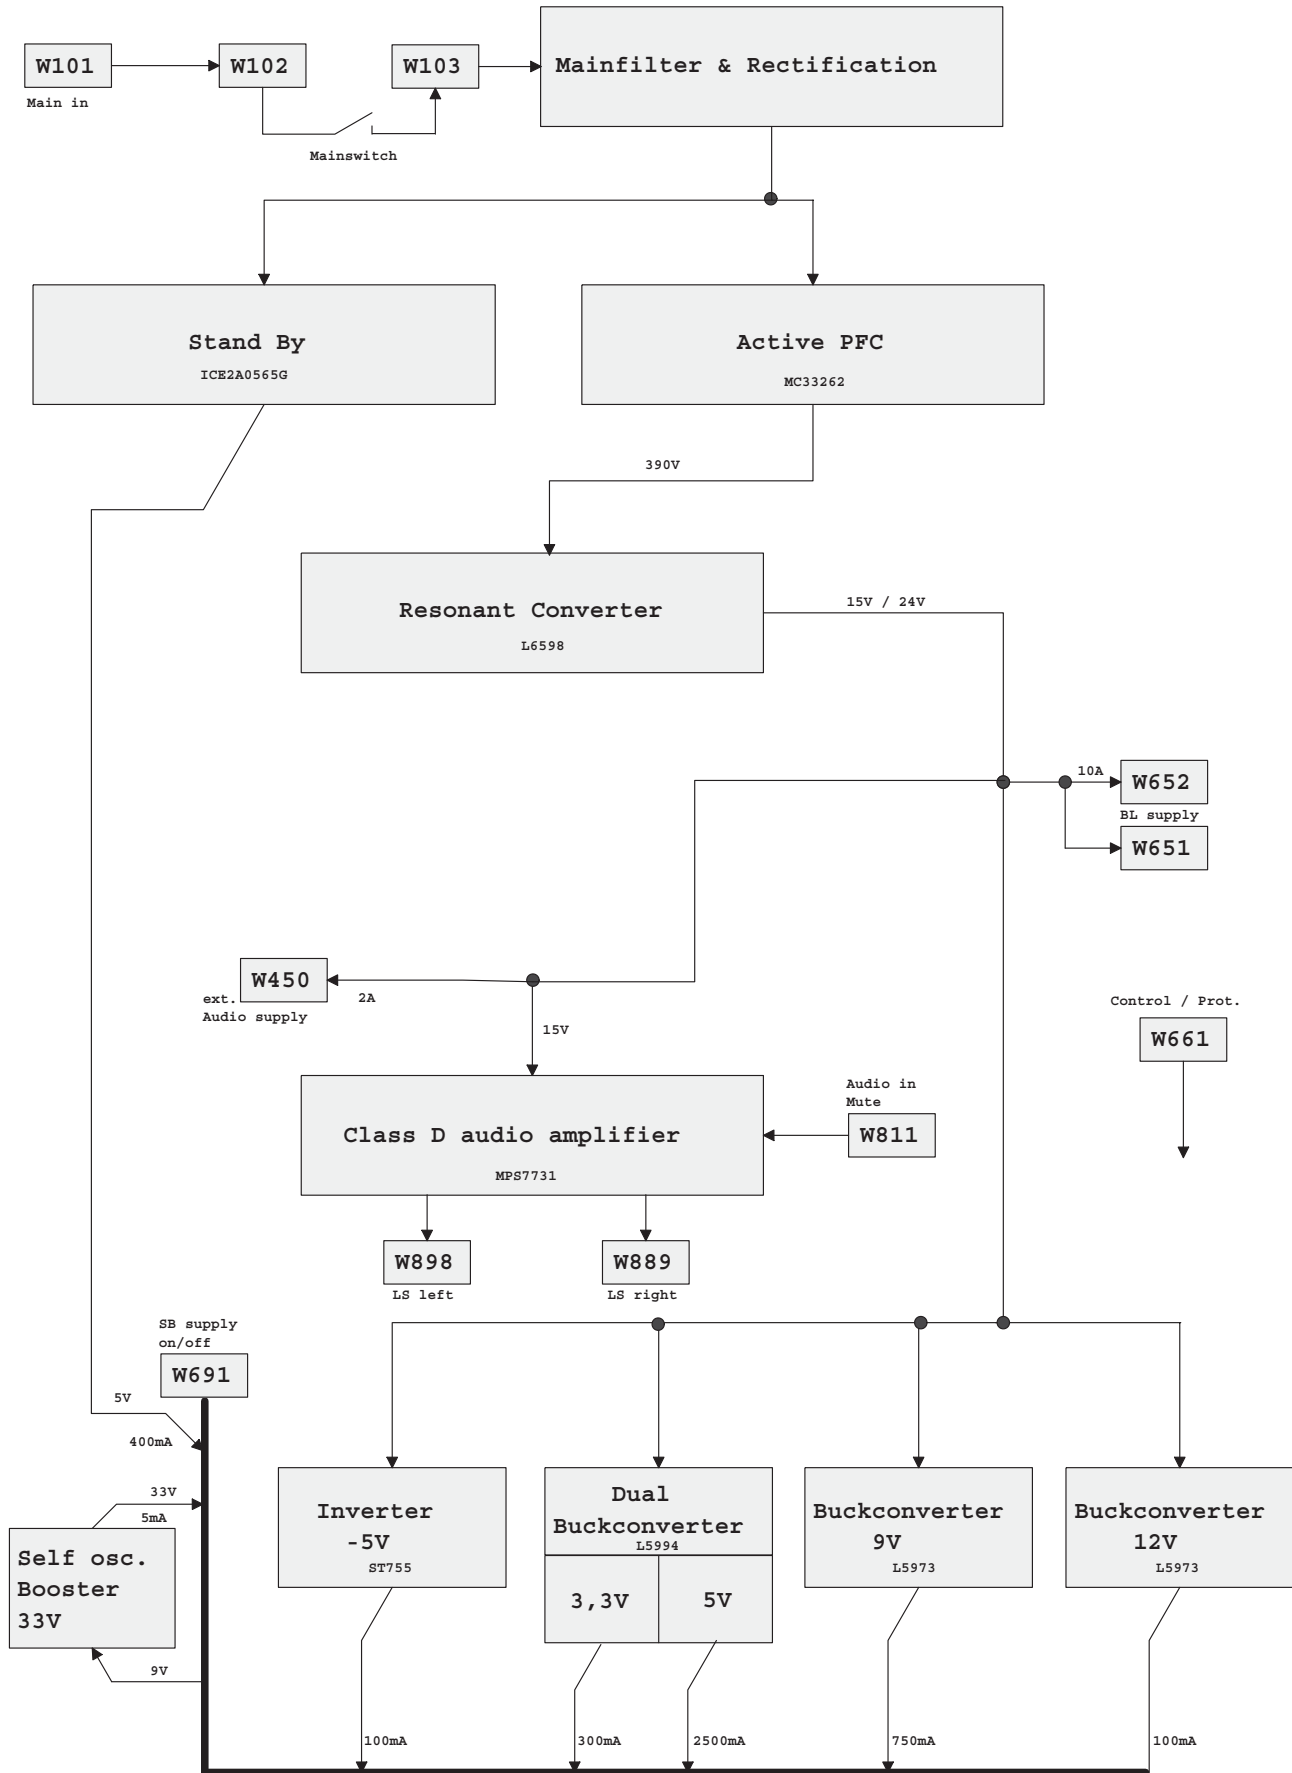 W101
W102
W103
Mainfilter & Rectification
Main in
Mainswitch
Stand By
ICE2A0565G
Active PFC
MC33262
390V
Resonant Converter
L6598
15V / 24V
10A
W652
BL supply
W651
W450
ext.
Audio supply
2A
15V
Control / Prot.
W661
Class D audio amplifier
MPS7731
Audio in
Mute
W811
W898
LS left
W889
LS right
SB supply
on/off
W691
5V
400mA
33V
5mA
Self osc.
Booster
33V
9V
Inverter
-5V
ST755
Dual
Buckconverter
L5994
3,3V
5V
Buckconverter
9V
L5973
Buckconverter
12V
L5973
100mA
300mA
2500mA
750mA
100mA